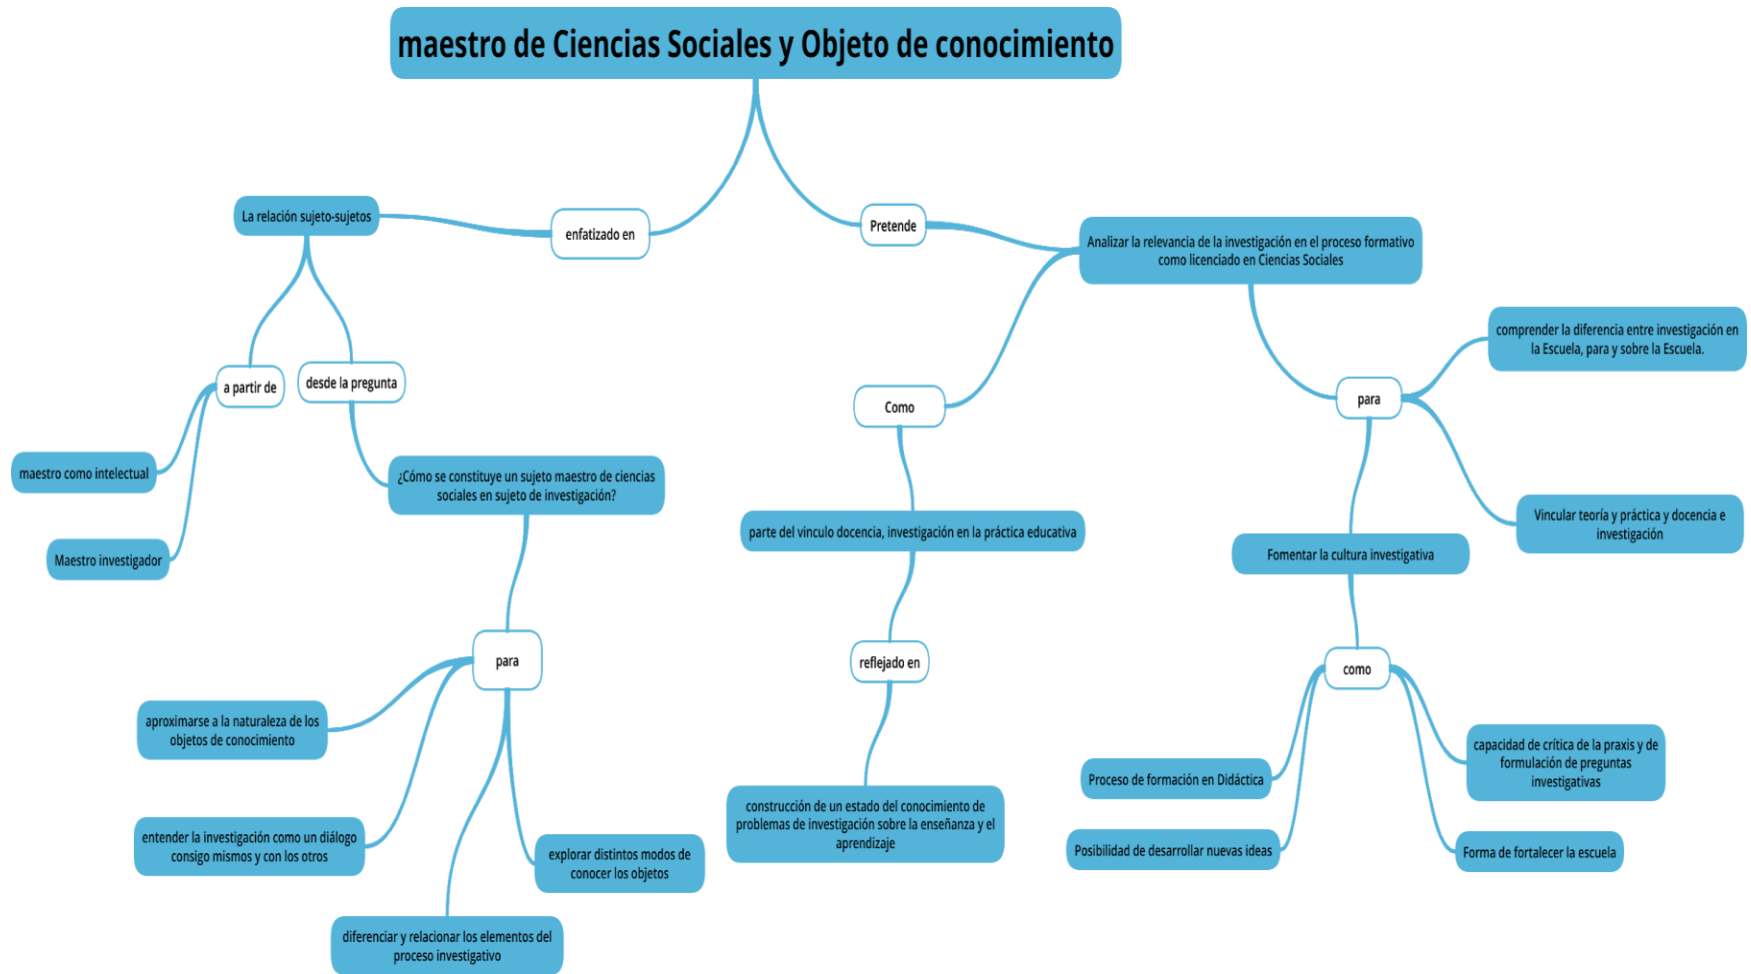 maestro de Ciencias Sociales y Objeto de conocimiento
La relación sujeto-sujetos
enfatizado en
Pretende
Analizar la relevancia de la investigación en el proceso formativo
como licenciado en Ciencias Sociales
a partir de
desde la pregunta
maestro como intelectual
Maestro investigador
¿Cómo se constituye un sujeto maestro de ciencias
sociales en sujeto de investigación?
para
aproximarse a la naturaleza de los
objetos de conocimiento
entender la investigación como un diálogo
consigo mismos y con los otros
diferenciar y relacionar los elementos del
proceso investigativo
explorar distintos modos de
conocer los objetos
Como
parte del vinculo docencia, investigación en la práctica educativa
reflejado en
construcción de un estado del conocimiento de
problemas de investigación sobre la enseñanza y el
aprendizaje
para
comprender la diferencia entre investigación en
la Escuela, para y sobre la Escuela.
Vincular teoría y práctica y docencia e
investigación
Fomentar la cultura investigativa
como
Proceso de formación en Didáctica
Posibilidad de desarrollar nuevas ideas
capacidad de crítica de la praxis y de
formulación de preguntas
investigativas
Forma de fortalecer la escuela